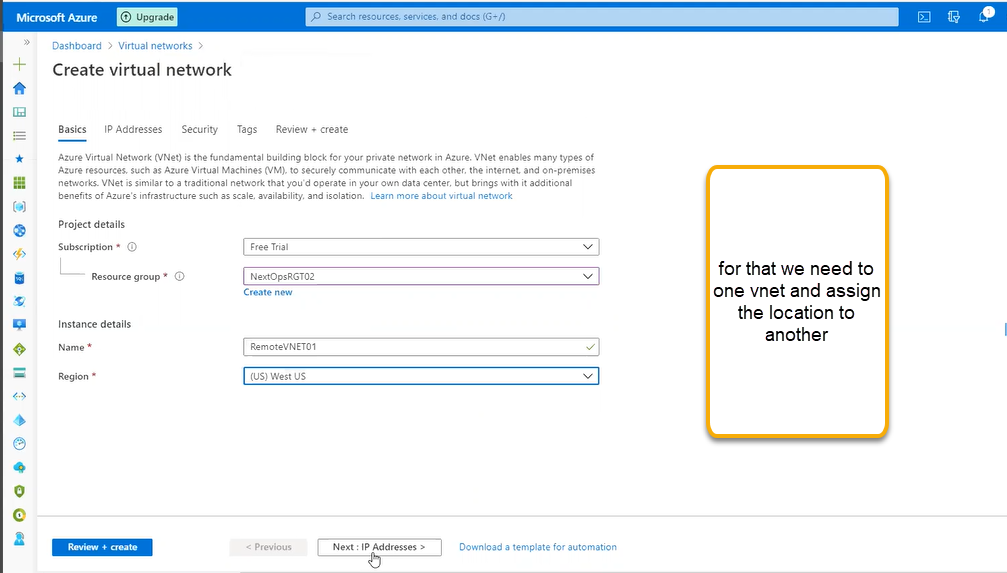 Microsoft Azure
Upgrade
Search resources, services, and docs (G+/)
1
Dashboard > Virtual networks >
Create virtual network
Basics IP Addresses Security Tags Review + create
Azure Virtual Network (VNet) is the fundamental building block for your private network in Azure. VNet enables many types of
Azure resources, such as Azure Virtual Machines (VM), to securely communicate with each other, the internet, and on-premises
networks. VNet is similar to a traditional network that you'd operate in your own data center, but brings with it additional
benefits of Azure's infrastructure such as scale, availability, and isolation. Learn more about virtual network
Project details
Subscription * Free Trial
Resource group * NextOpsRGT02
Create new
Instance details
Name * RemoteVNET01
Region * (US) West US
for that we need to
one vnet and assign
the location to
another
Review + create < Previous Next : IP Addresses > Download a template for automation